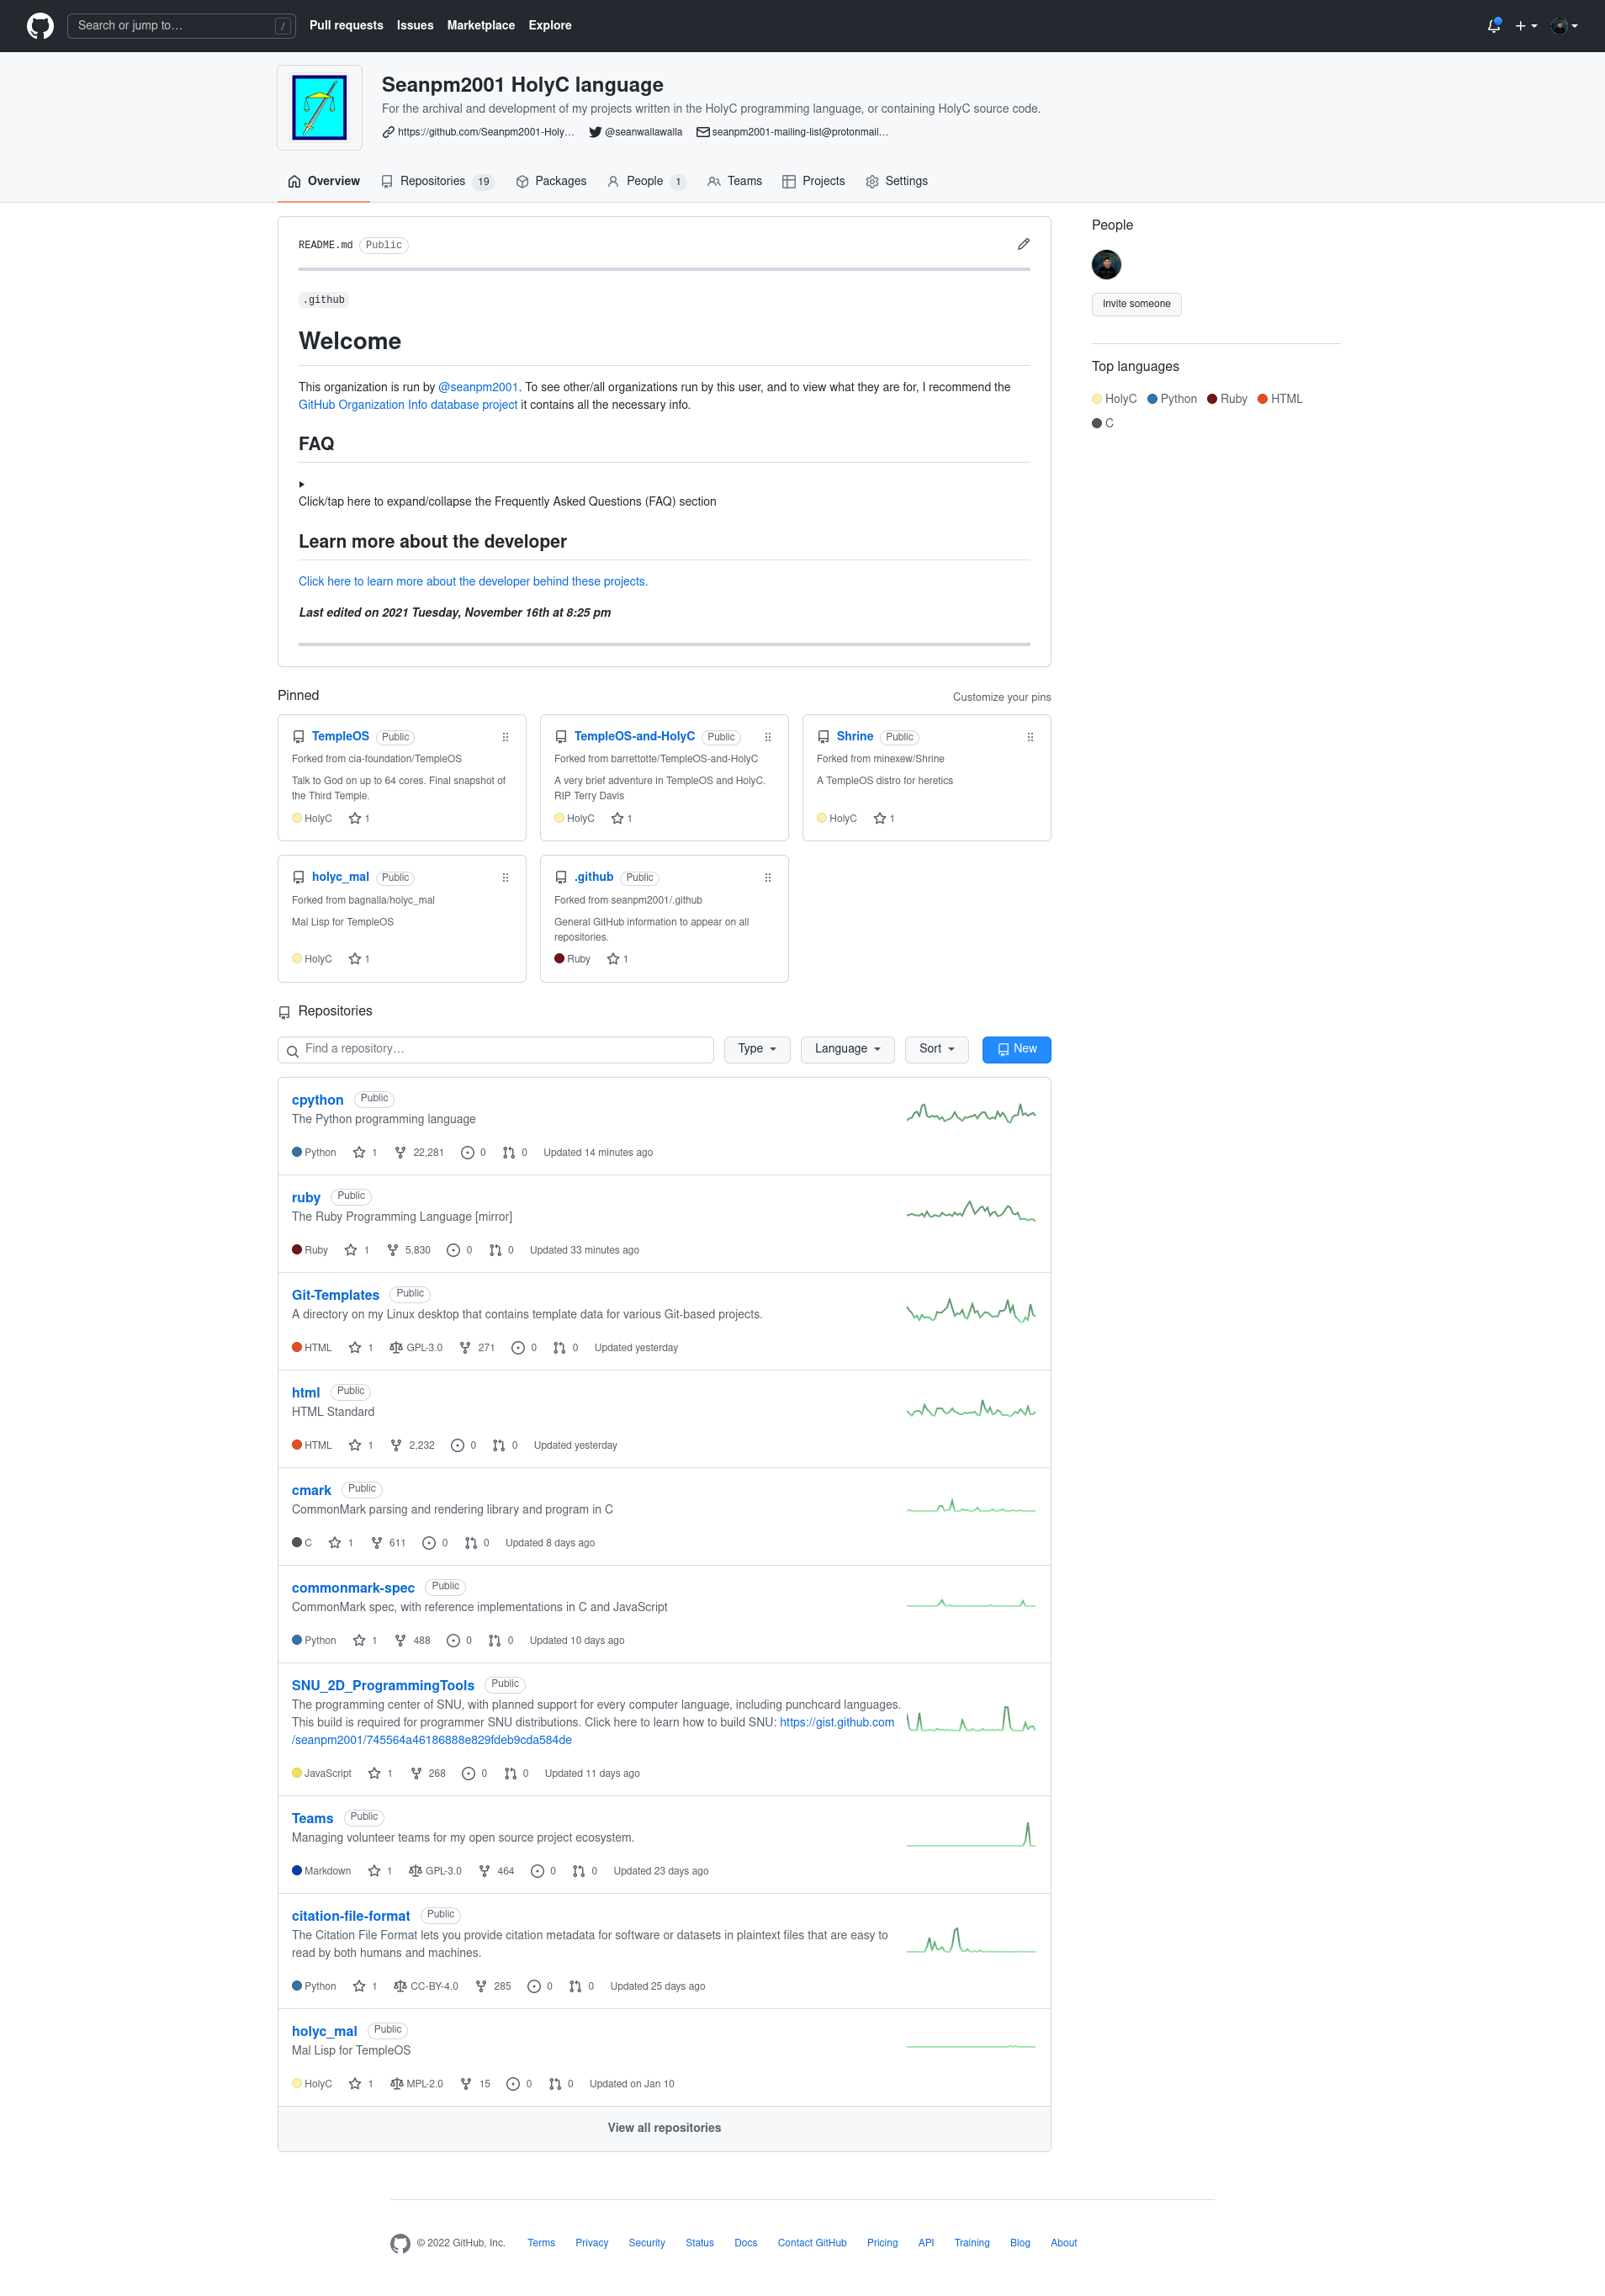 Search or jump to… /
Pull requests Issues Marketplace Explore
Seanpm2001 HolyC language
For the archival and development of my projects written in the HolyC programming language, or containing HolyC source code.
https://github.com/Seanpm2001-Holy… @seanwallawalla seanpm2001-mailing-list@protonmail…
Overview Repositories 19 Packages People 1 Teams Projects Settings
README.md Public
.github
Welcome
This organization is run by @seanpm2001. To see other/all organizations run by this user, and to view what they are for, I recommend the
GitHub Organization Info database project it contains all the necessary info.
FAQ
Click/tap here to expand/collapse the Frequently Asked Questions (FAQ) section
Learn more about the developer
Click here to learn more about the developer behind these projects.
Last edited on 2021 Tuesday, November 16th at 8:25 pm
People
Invite someone
Top languages
HolyC Python Ruby HTML
C
Pinned
Customize your pins
TempleOS Public
Forked from cia-foundation/TempleOS
Talk to God on up to 64 cores. Final snapshot of
the Third Temple.
HolyC 1
TempleOS-and-HolyC Public
Forked from barrettotte/TempleOS-and-HolyC
A very brief adventure in TempleOS and HolyC.
RIP Terry Davis
HolyC 1
Shrine Public
Forked from minexew/Shrine
A TempleOS distro for heretics
HolyC 1
holyc_mal Public
Forked from bagnalla/holyc_mal
Mal Lisp for TempleOS
HolyC 1
.github Public
Forked from seanpm2001/.github
General GitHub information to appear on all
repositories.
Ruby 1
Repositories
Find a repository…
Type Language Sort New
cpython Public
The Python programming language
Python 1 22,281 0 0 Updated 14 minutes ago
ruby Public
The Ruby Programming Language [mirror]
Ruby 1 5,830 0 0 Updated 33 minutes ago
Git-Templates Public
A directory on my Linux desktop that contains template data for various Git-based projects.
HTML 1 GPL-3.0 271 0 0 Updated yesterday
html Public
HTML Standard
HTML 1 2,232 0 0 Updated yesterday
cmark Public
CommonMark parsing and rendering library and program in C
C 1 611 0 0 Updated 8 days ago
commonmark-spec Public
CommonMark spec, with reference implementations in C and JavaScript
Python 1 488 0 0 Updated 10 days ago
SNU_2D_ProgrammingTools Public
The programming center of SNU, with planned support for every computer language, including punchcard languages.
This build is required for programmer SNU distributions. Click here to learn how to build SNU: https://gist.github.com
/seanpm2001/745564a46186888e829fdeb9cda584de
JavaScript 1 268 0 0 Updated 11 days ago
Teams Public
Managing volunteer teams for my open source project ecosystem.
Markdown 1 GPL-3.0 464 0 0 Updated 23 days ago
citation-file-format Public
The Citation File Format lets you provide citation metadata for software or datasets in plaintext files that are easy to
read by both humans and machines.
Python 1 CC-BY-4.0 285 0 0 Updated 25 days ago
holyc_mal Public
Mal Lisp for TempleOS
HolyC 1 MPL-2.0 15 0 0 Updated on Jan 10
View all repositories
© 2022 GitHub, Inc. Terms Privacy Security Status Docs Contact GitHub Pricing API Training Blog About